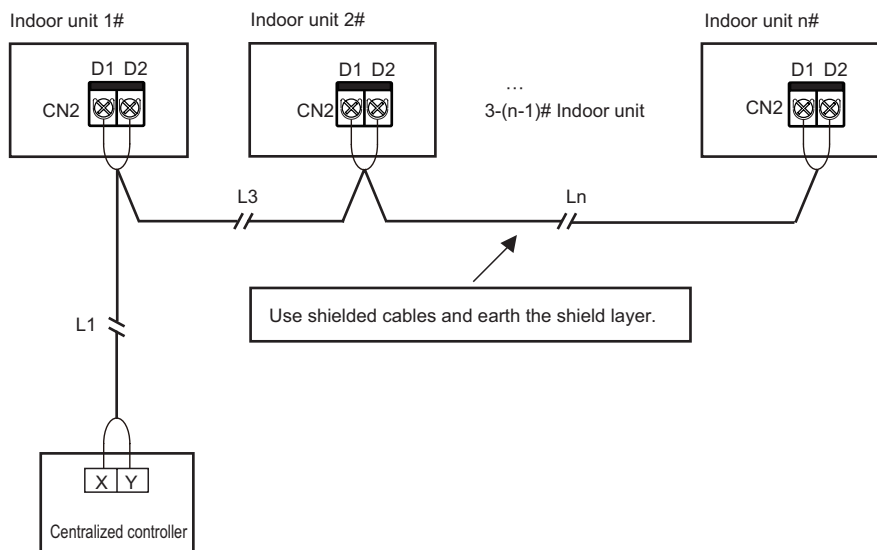 Indoor unit 1#
Indoor unit 2#
Indoor unit n#
D1 D2
CN2
D1 D2
CN2
...
3-(n-1)# Indoor unit
D1 D2
CN2
L3
Ln
Use shielded cables and earth the shield layer.
L1
X Y
Centralized controller